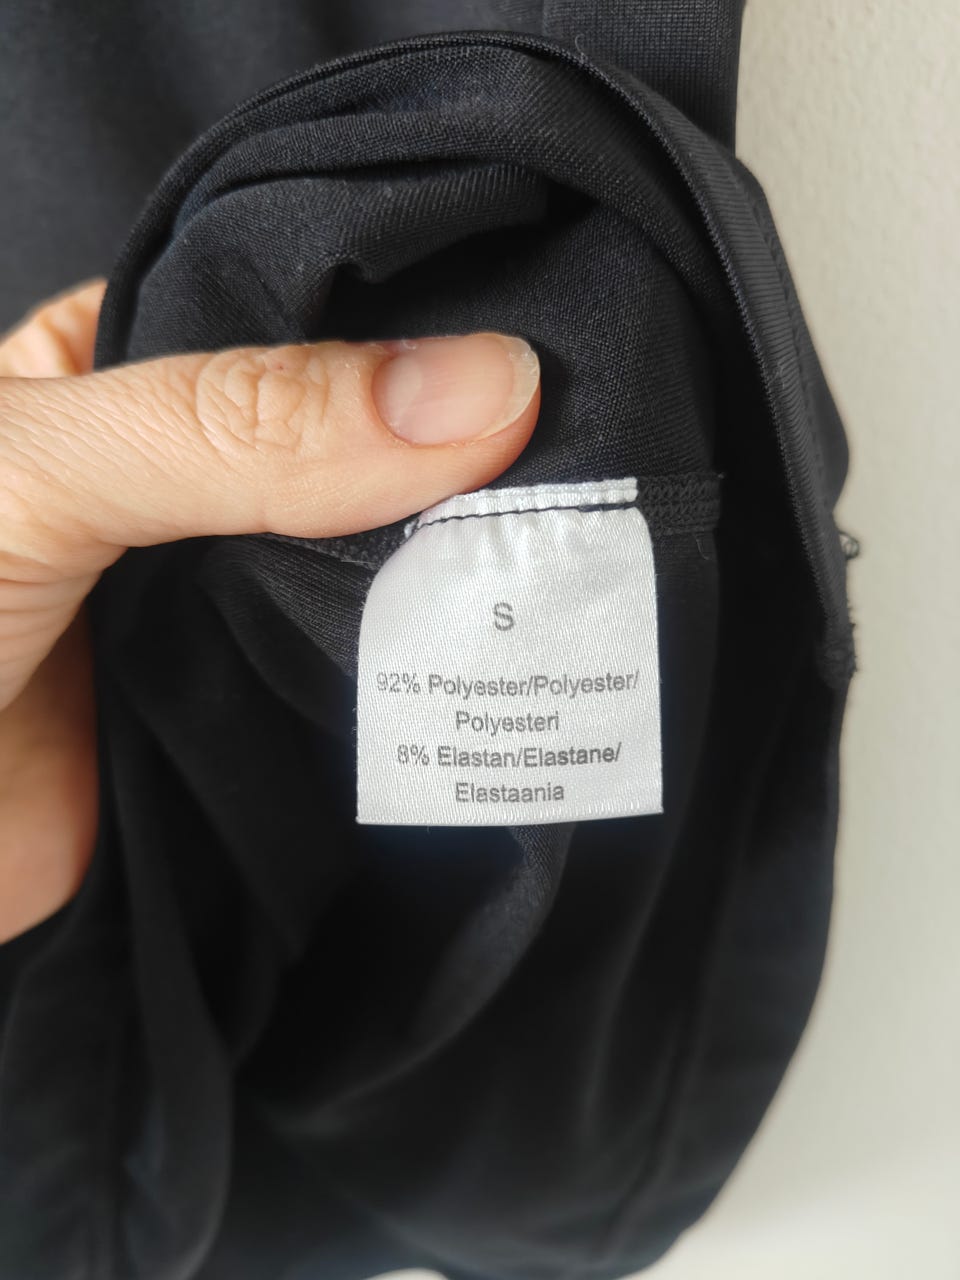 S
92% Polyester/Polyester/
Polyesteri
8% Elastan/Elastane/
Elastaania